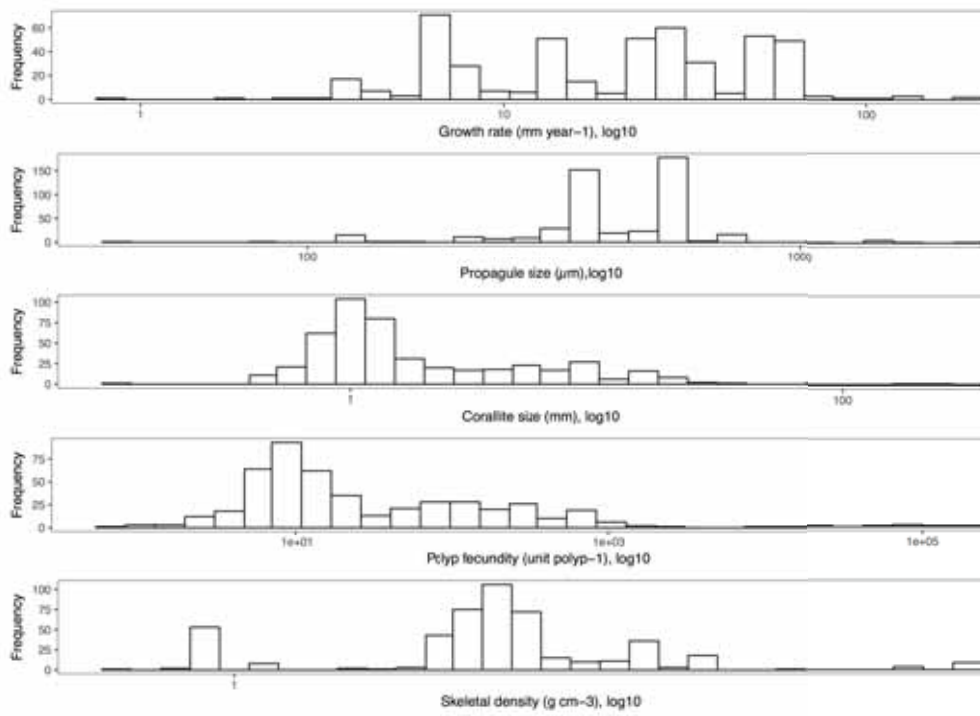 Frequency
60
40
20
0
1
10
100
Growth rate (mm year−1), log10
Frequency
150
100
50
0
100
1000
Propagule size (μm),log10
Frequency
100
75
50
25
0
1
100
Corallite size (mm), log10
Frequency
75
50
25
0
1e+01
1e+03
1e+05
Polyp fecundity (unit polyp−1), log10
Frequency
100
75
50
25
0
1
Skeletal density (g cm−3), log10